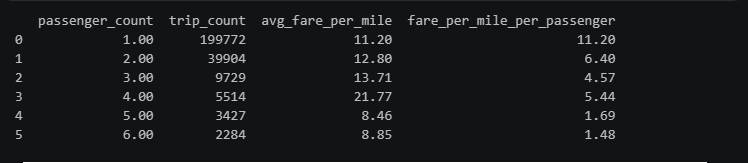 passenger_count trip_count avg_fare_per_mile fare_per_mile_per_passenger
0 1.00 199772 11.20 11.20
1 2.00 39904 12.80 6.40
2 3.00 9729 13.71 4.57
3 4.00 5514 21.77 5.44
4 5.00 3427 8.46 1.69
5 6.00 2284 8.85 1.48